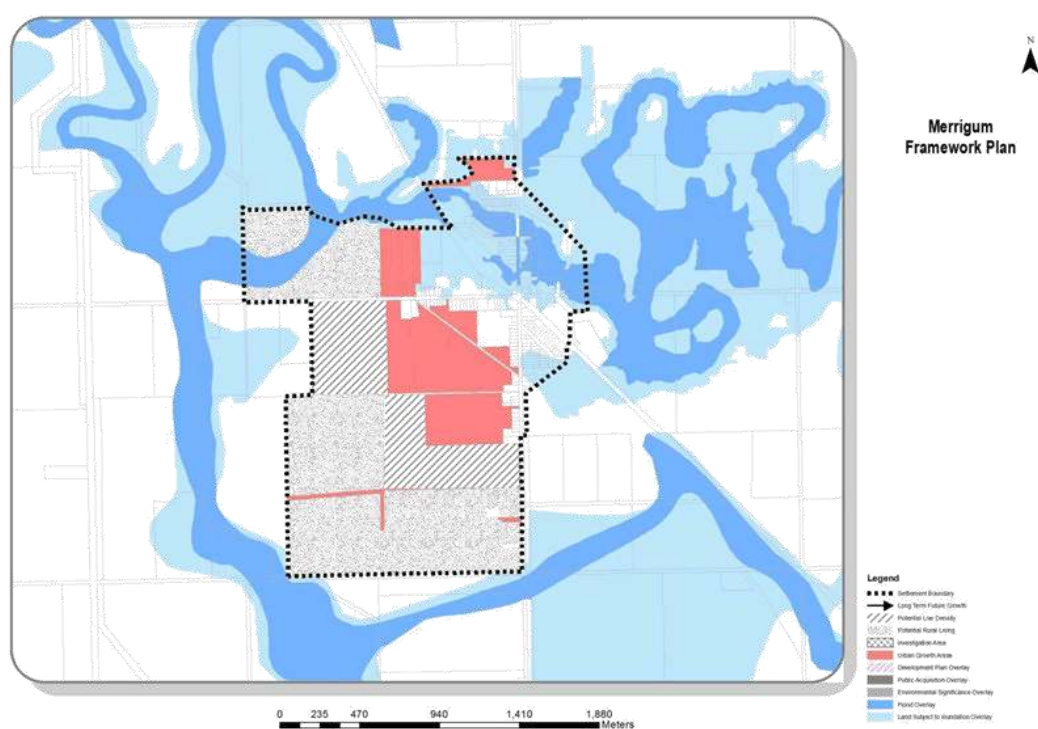 N
Merrigum
Framework Plan
Legend
Settlement Boundary
Long Term Future Growth
Potential Low Density
Potential Rural Living
Investigation Area
Urban Growth Areas
Development Plan Overlay
Public Acquisition Overlay
Environmental Significance Overlay
Flood Overlay
Land Subject to Inundation Overlay
0 235 470 940 1,410 1,880
Meters